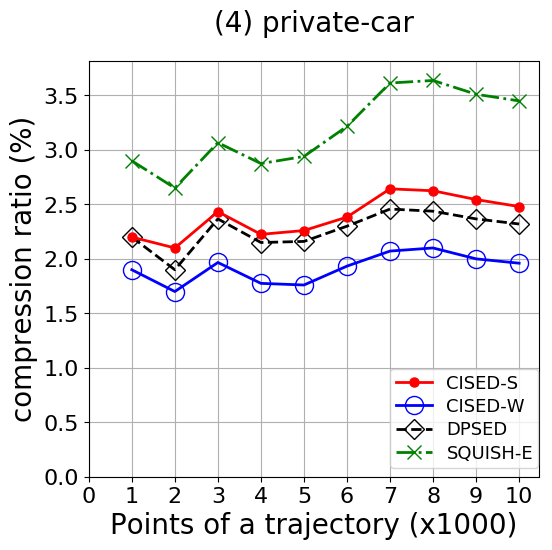 (4) private-car
compression ratio (%)
3.5
3.0
2.5
2.0
1.5
1.0
0.5
0.0
CISED-S
CISED-W
DPSED
SQUISH-E
0 1 2 3 4 5 6 7 8 9 10
Points of a trajectory (x1000)